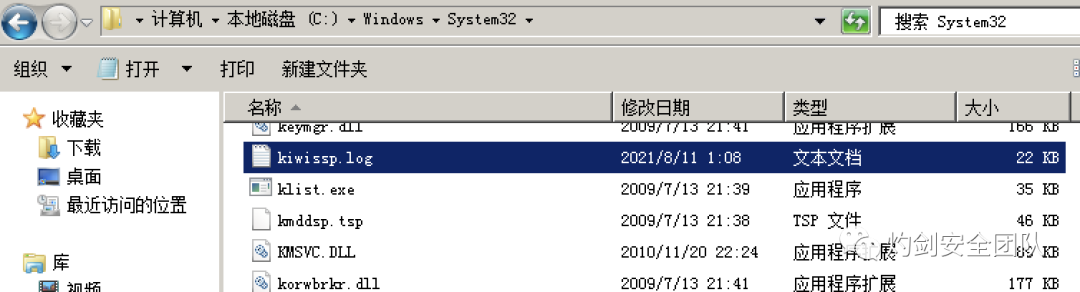 计算机 ▾ 本地磁盘 (C:) ▾ Windows ▾ System32 ▾ 搜索 System32
组织 ▾ 打开 ▾ 打印 新建文件夹
收藏夹
下载
桌面
最近访问的位置
库
视频
名称 修改日期 类型 大小
keymgr.dll 2009/7/13 21:41 应用程序扩展 166 KB
kiwissp.log 2021/8/11 1:08 文本文档 22 KB
klist.exe 2009/7/13 21:39 应用程序 35 KB
kmddsp.tsp 2009/7/13 21:38 TSP 文件 46 KB
KMSVC.DLL 2010/11/20 22:24 应用程序扩展 89 KB
korwbrkr.dll 2009/7/13 21:41 应用程序扩展 177 KB
灼剑安全团队